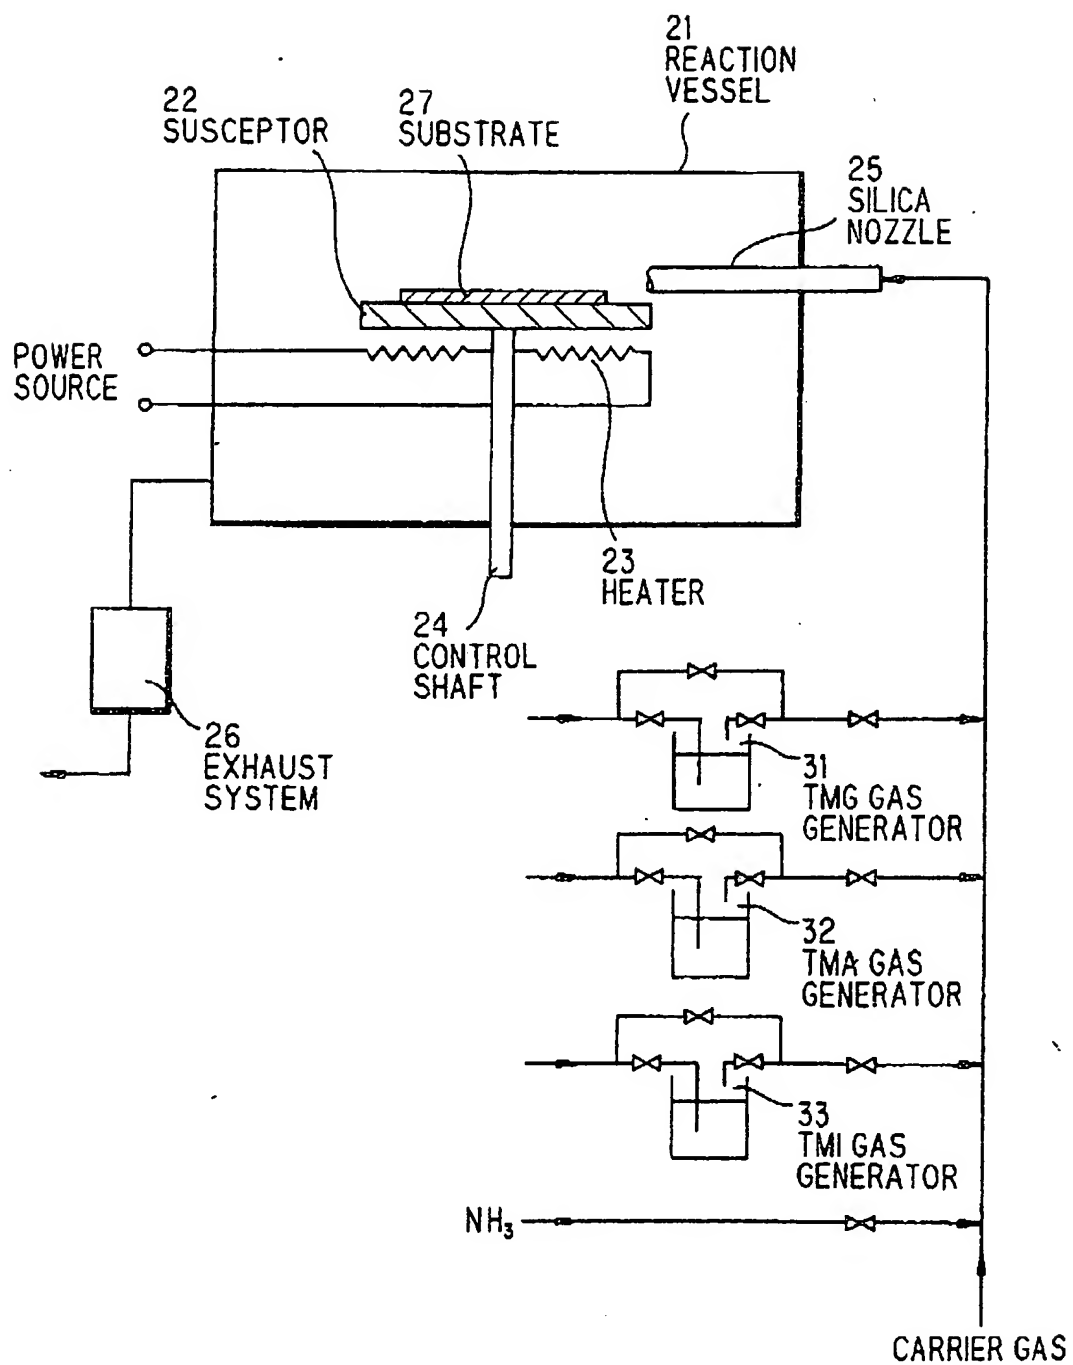 21
REACTION
VESSEL
22
SUSCEPTOR
27
SUBSTRATE
25
SILICA
NOZZLE
POWER
SOURCE
23
HEATER
24
CONTROL
SHAFT
26
EXHAUST
SYSTEM
31
TMG GAS
GENERATOR
32
TMA GAS
GENERATOR
33
TMI GAS
GENERATOR
NH₃
CARRIER GAS